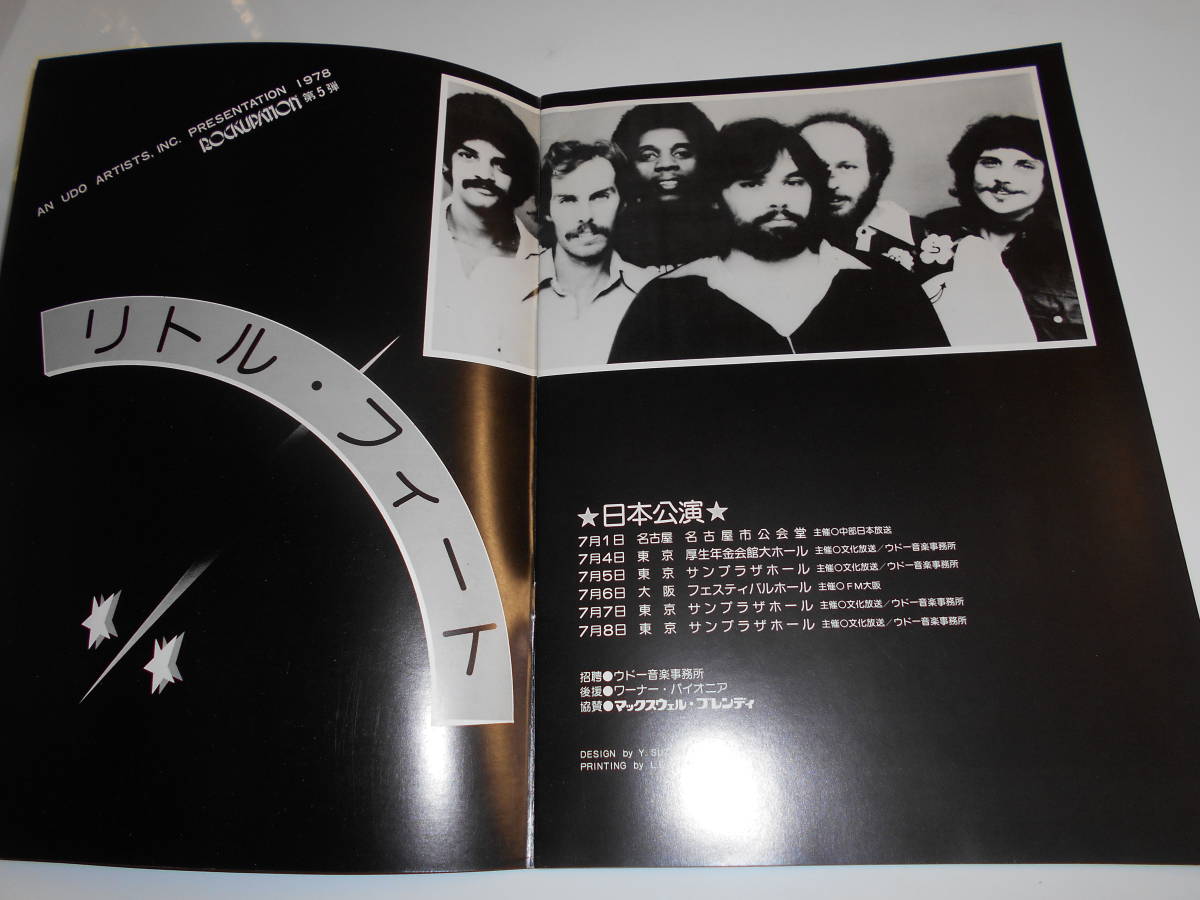 AN UDO ARTISTS, INC. PRESENTATION 1978
ROCKUPATION 第5弾
リトル・フィート
★日本公演★
7月1日 名古屋 名古屋市公会堂 主催○中部日本放送
7月4日 東京 厚生年金会館大ホール 主催○文化放送／ウドー音楽事務所
7月5日 東京 サンプラザホール 主催○文化放送／ウドー音楽事務所
7月6日 大阪 フェスティバルホール 主催○FM大阪
7月7日 東京 サンプラザホール 主催○文化放送／ウドー音楽事務所
7月8日 東京 サンプラザホール 主催○文化放送／ウドー音楽事務所
招聘●ウドー音楽事務所
後援●ワーナー・パイオニア
協賛●マックスウェル・ブレンディ
DESIGN by Y.
PRINTING by